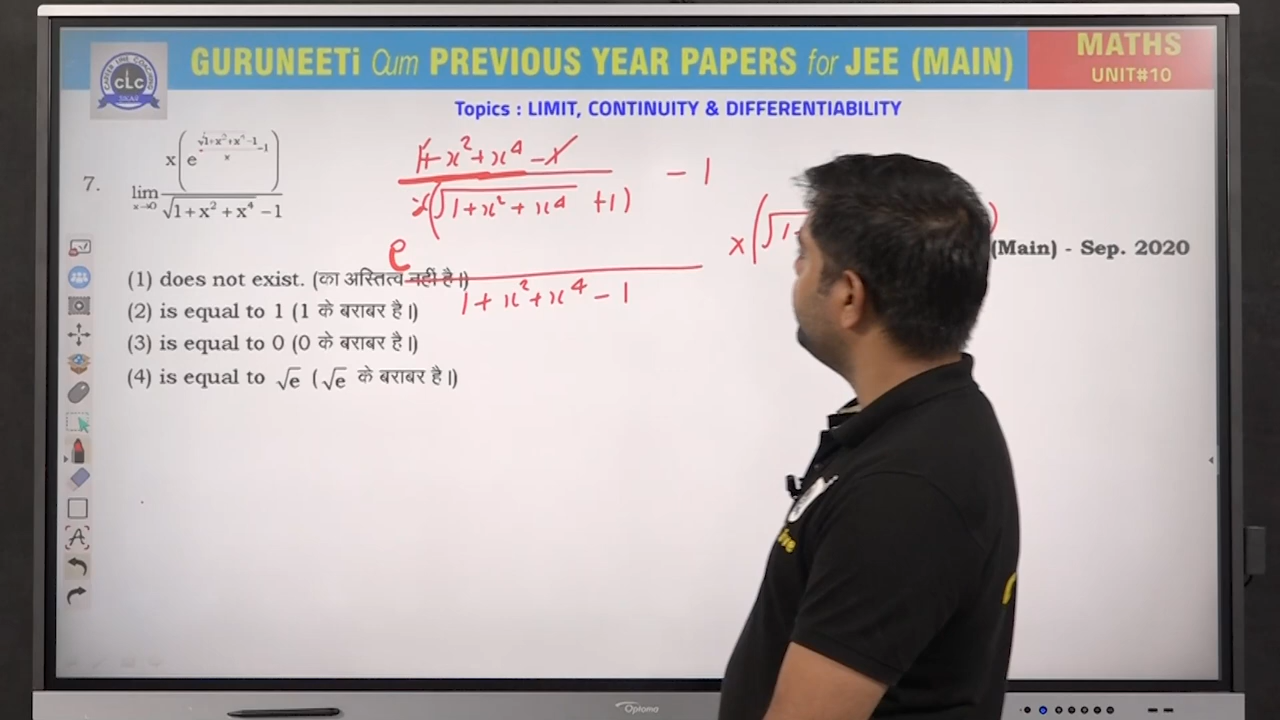 GURUNEETi Cum PREVIOUS YEAR PAPERS for JEE (MAIN)
MATHS
UNIT#10
CLC
Topics : LIMIT, CONTINUITY & DIFFERENTIABILITY
7. lim x→0 x(e^((√1+x²+x⁴-1)/x) -1) / √1+x²+x⁴ -1
1+x²+x⁴-1
x(√1+x²+x⁴ +1) - 1
e
1+x²+x⁴-1
x(√1+
)
(Main) - Sep. 2020
(1) does not exist. (का अस्तित्व नहीं है।)
(2) is equal to 1 (1 के बराबर है।)
(3) is equal to 0 (0 के बराबर है।)
(4) is equal to √e (√e के बराबर है।)
Optoma